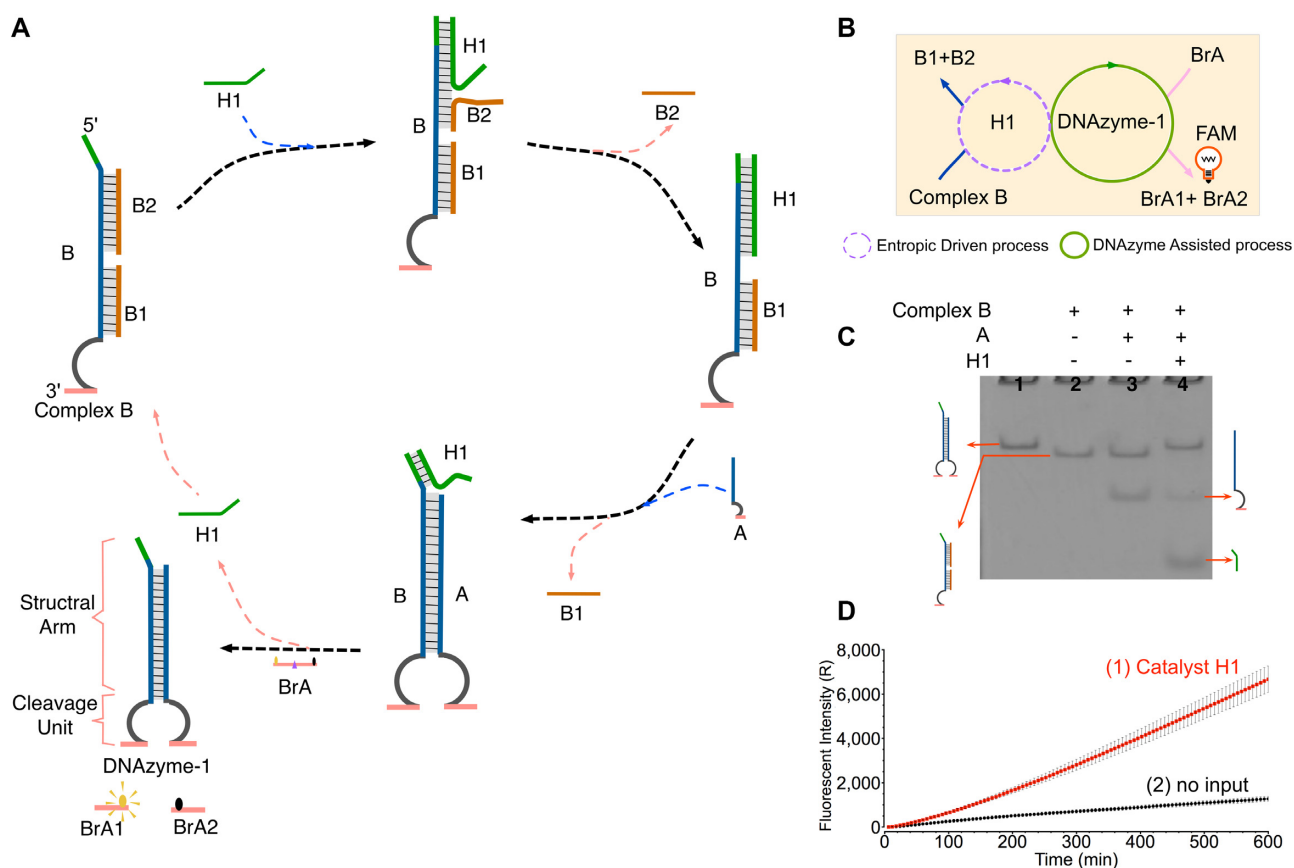 A
H1
5'
B2
B
B1
3'
Complex B
H1
B2
B
B1
B2
H1
B
B1
A
B1
H1
B
A
BrA
H1
Structral
Arm
Cleavage
Unit
DNAzyme-1
BrA1
BrA2
B
B1+B2
H1
Complex B
DNAzyme-1
BrA
FAM
BrA1+ BrA2
Entropic Driven process
DNAzyme Assisted process
C
Complex B + + +
A - + +
H1 - - +
1 2 3 4
D
Fluorescent Intensity (R)
8,000
6,000
4,000
2,000
0
(1) Catalyst H1
(2) no input
0 100 200 300 400 500 600
Time (min)